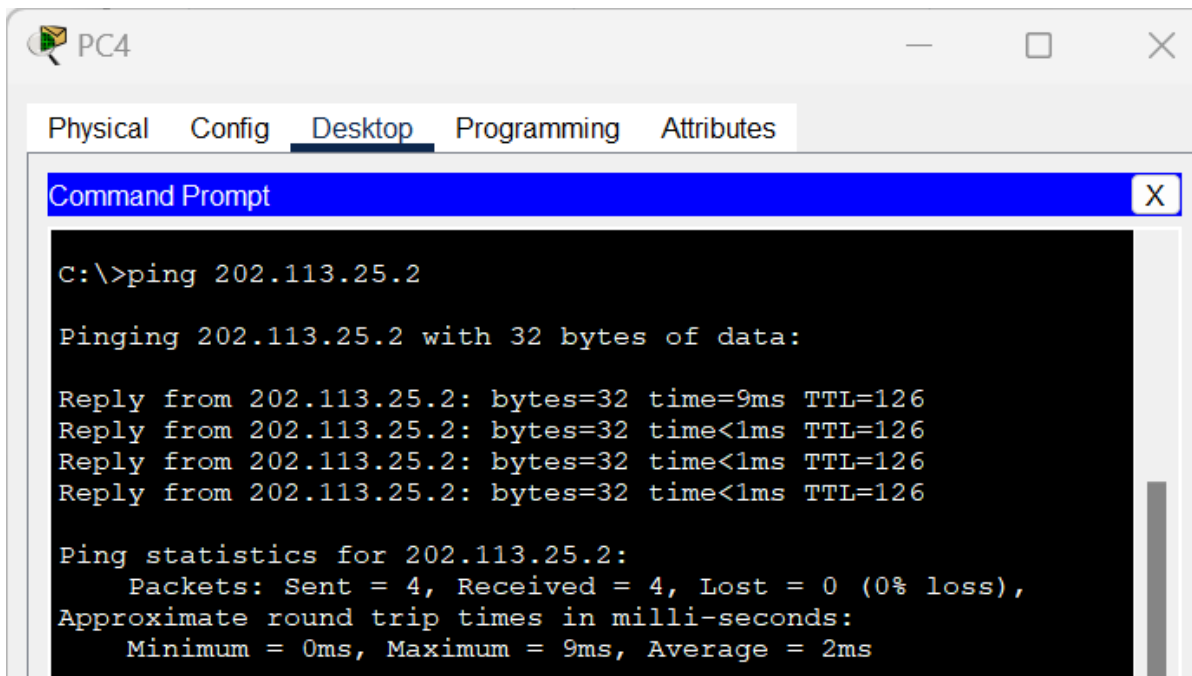 PC4
Physical Config Desktop Programming Attributes
Command Prompt X
C:\>ping 202.113.25.2
Pinging 202.113.25.2 with 32 bytes of data:
Reply from 202.113.25.2: bytes=32 time=9ms TTL=126
Reply from 202.113.25.2: bytes=32 time<1ms TTL=126
Reply from 202.113.25.2: bytes=32 time<1ms TTL=126
Reply from 202.113.25.2: bytes=32 time<1ms TTL=126
Ping statistics for 202.113.25.2:
    Packets: Sent = 4, Received = 4, Lost = 0 (0% loss),
Approximate round trip times in milli-seconds:
    Minimum = 0ms, Maximum = 9ms, Average = 2ms